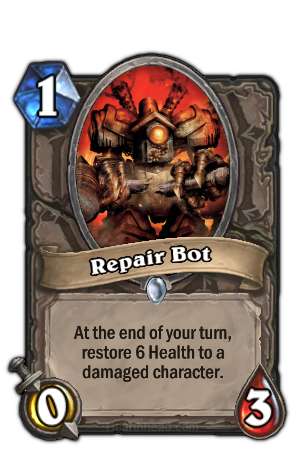 1
Repair Bot
At the end of your turn,
restore 6 Health to a
damaged character.
0
3